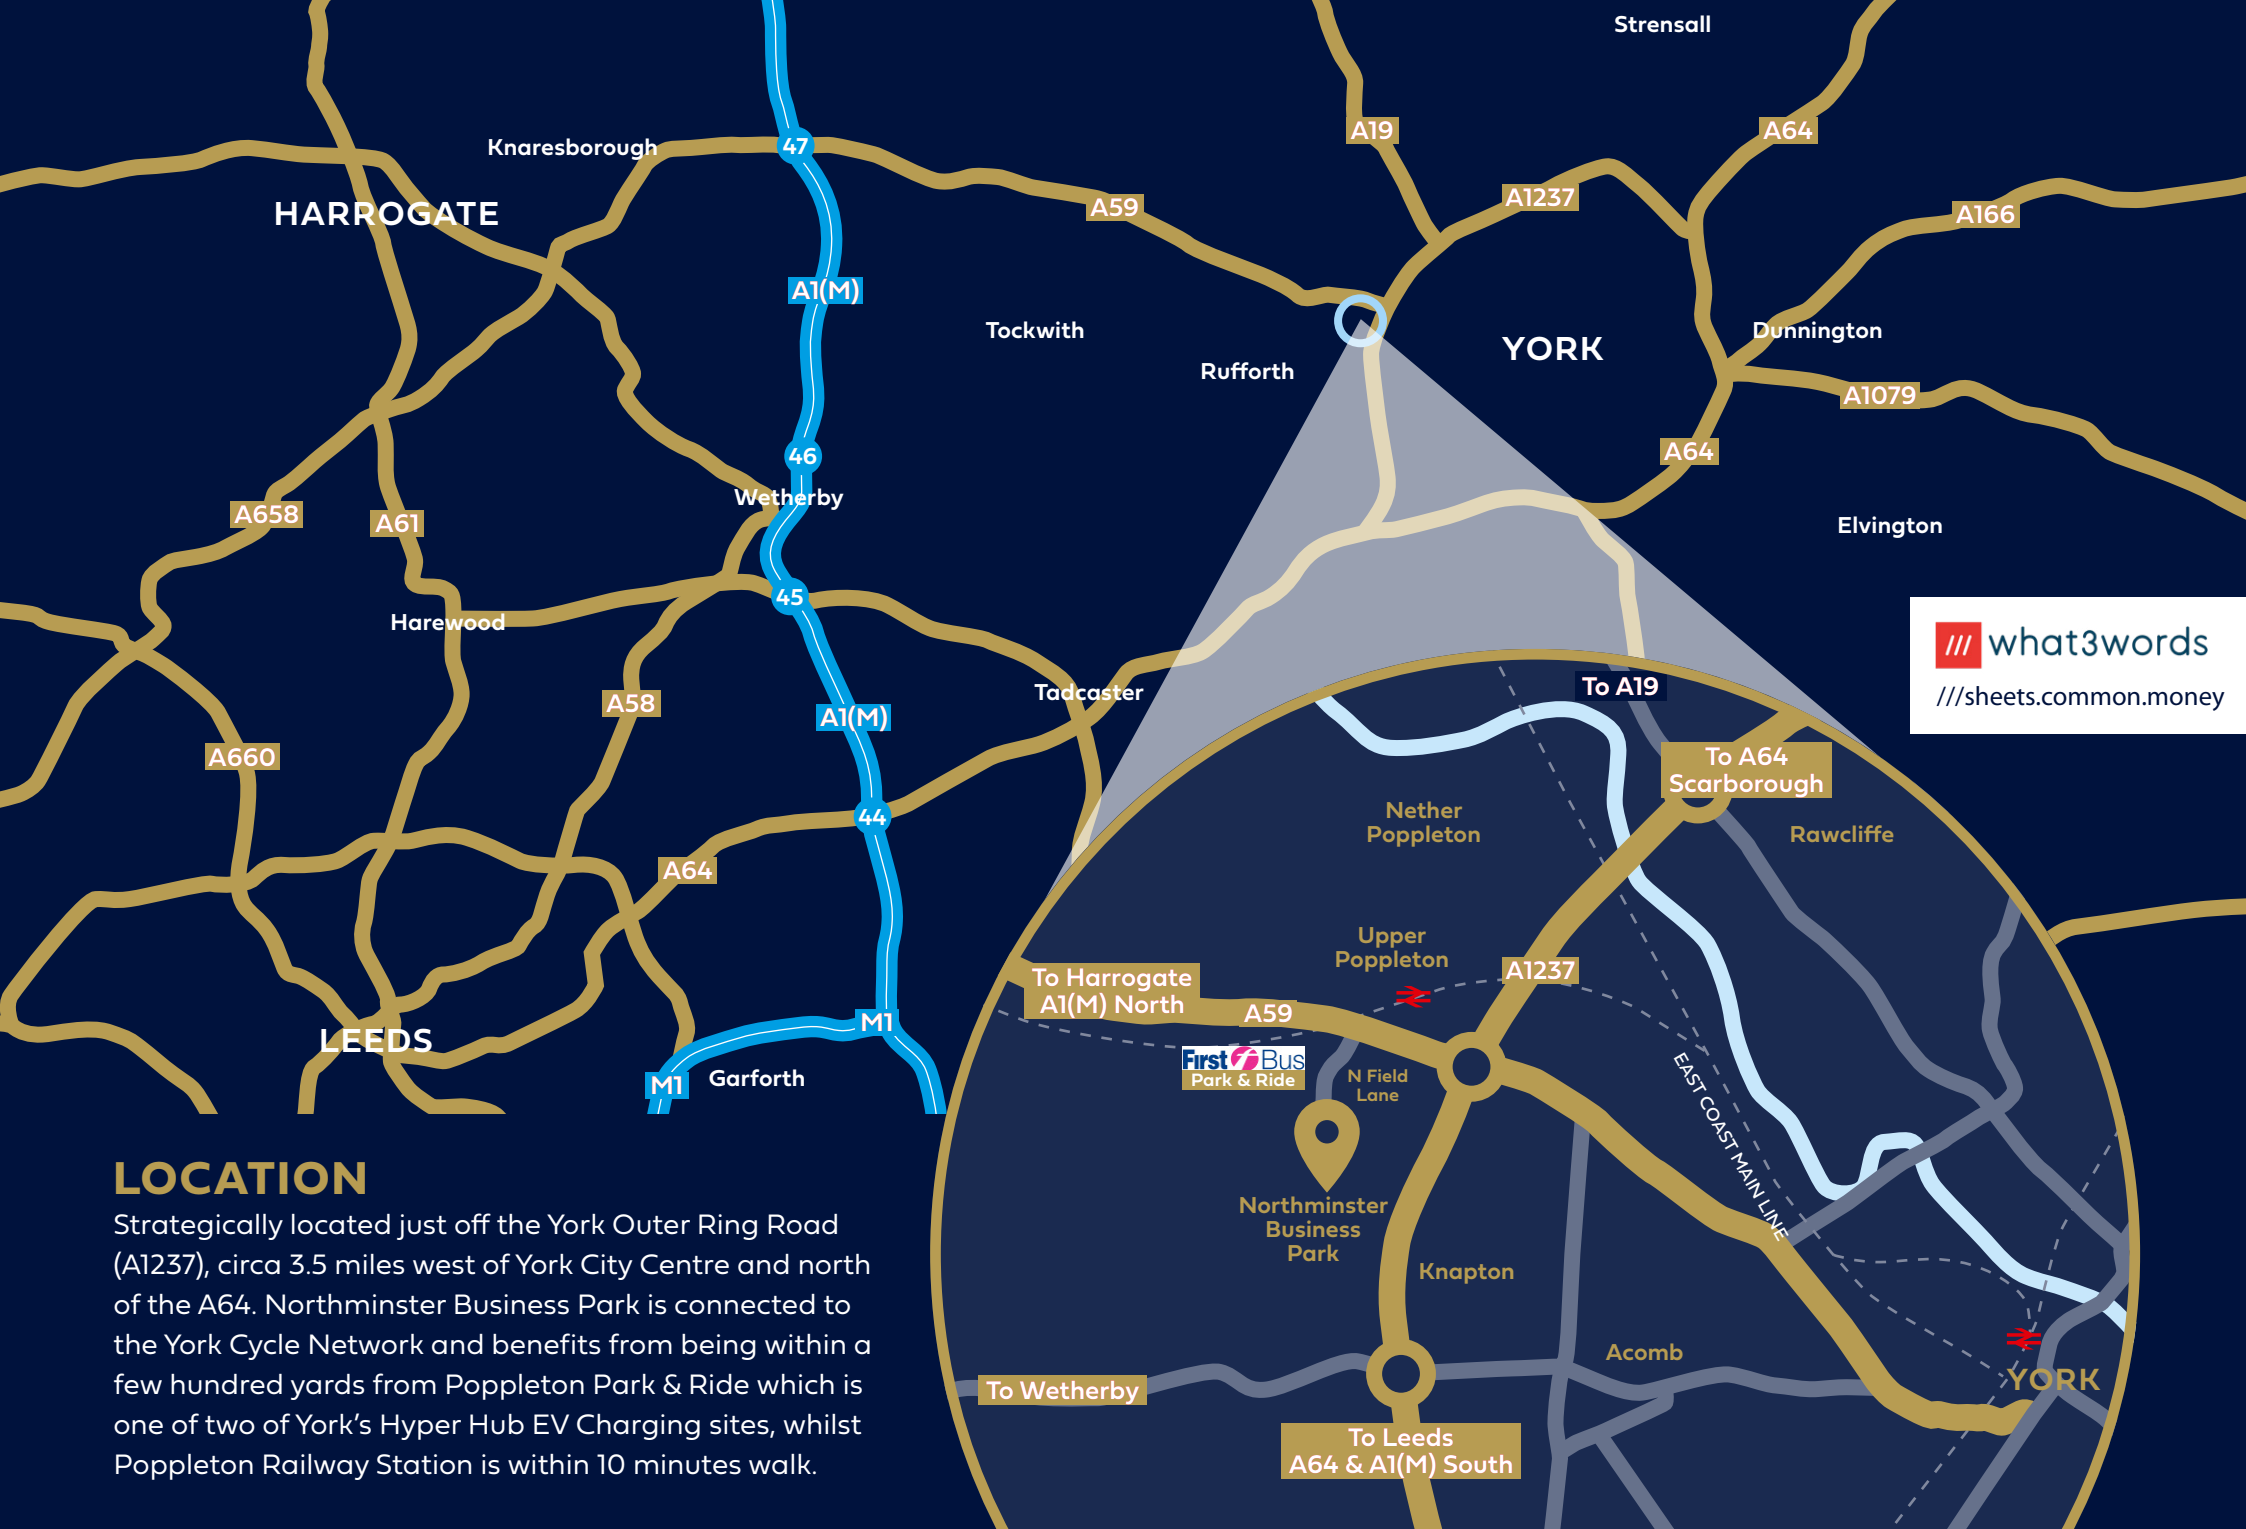 Strensall
A19
A64
Knaresborough
47
HARROGATE
A59
A1237
A166
A1(M)
Tockwith
Rufforth
YORK
Dunnington
A1079
46
A64
Wetherby
A658
A61
Elvington
45
Harewood
what3words
///sheets.common.money
A58
Tadcaster
A1(M)
To A19
A660
To A64
Scarborough
44
Nether
Poppleton
Rawcliffe
A64
Upper
Poppleton
A1237
To Harrogate
A1(M) North
A59
M1
LEEDS
First Bus
Park & Ride
N Field
Lane
M1
Garforth
EAST COAST MAIN LINE
Northminster
Business
Park
Knapton
Acomb
YORK
To Wetherby
To Leeds
A64 & A1(M) South
LOCATION
Strategically located just off the York Outer Ring Road
(A1237), circa 3.5 miles west of York City Centre and north
of the A64. Northminster Business Park is connected to
the York Cycle Network and benefits from being within a
few hundred yards from Poppleton Park & Ride which is
one of two of York's Hyper Hub EV Charging sites, whilst
Poppleton Railway Station is within 10 minutes walk.